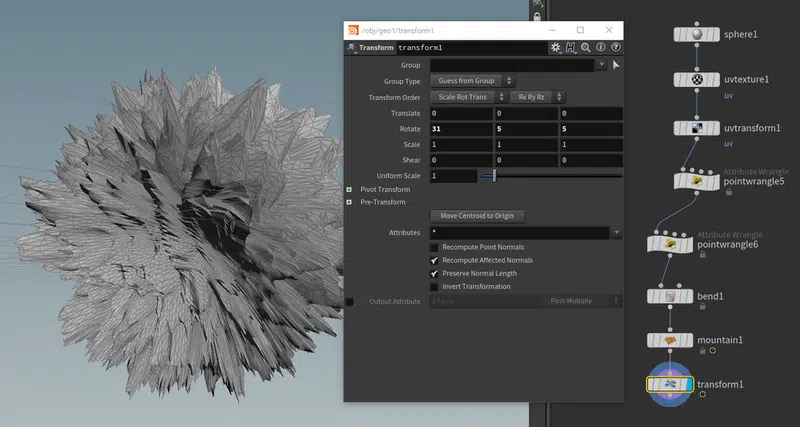 /obj/geo1/transform1
Transform transform1
Group
Group Type Guess from Group
Transform Order Scale Rot Trans Rx Ry Rz
Translate 0 0 0
Rotate 31 5 5
Scale 1 1 1
Shear 0 0 0
Uniform Scale 1
Pivot Transform
Pre-Transform
Move Centroid to Origin
Attributes *
Recompute Point Normals
Recompute Affected Normals
Preserve Normal Length
Invert Transformation
Output Attribute xform Post-Multiply
sphere1
uvtexture1
uv
uvtransform1
uv
Attribute Wrangle
pointwrangle5
Attribute Wrangle
pointwrangle6
bend1
mountain1
transform1